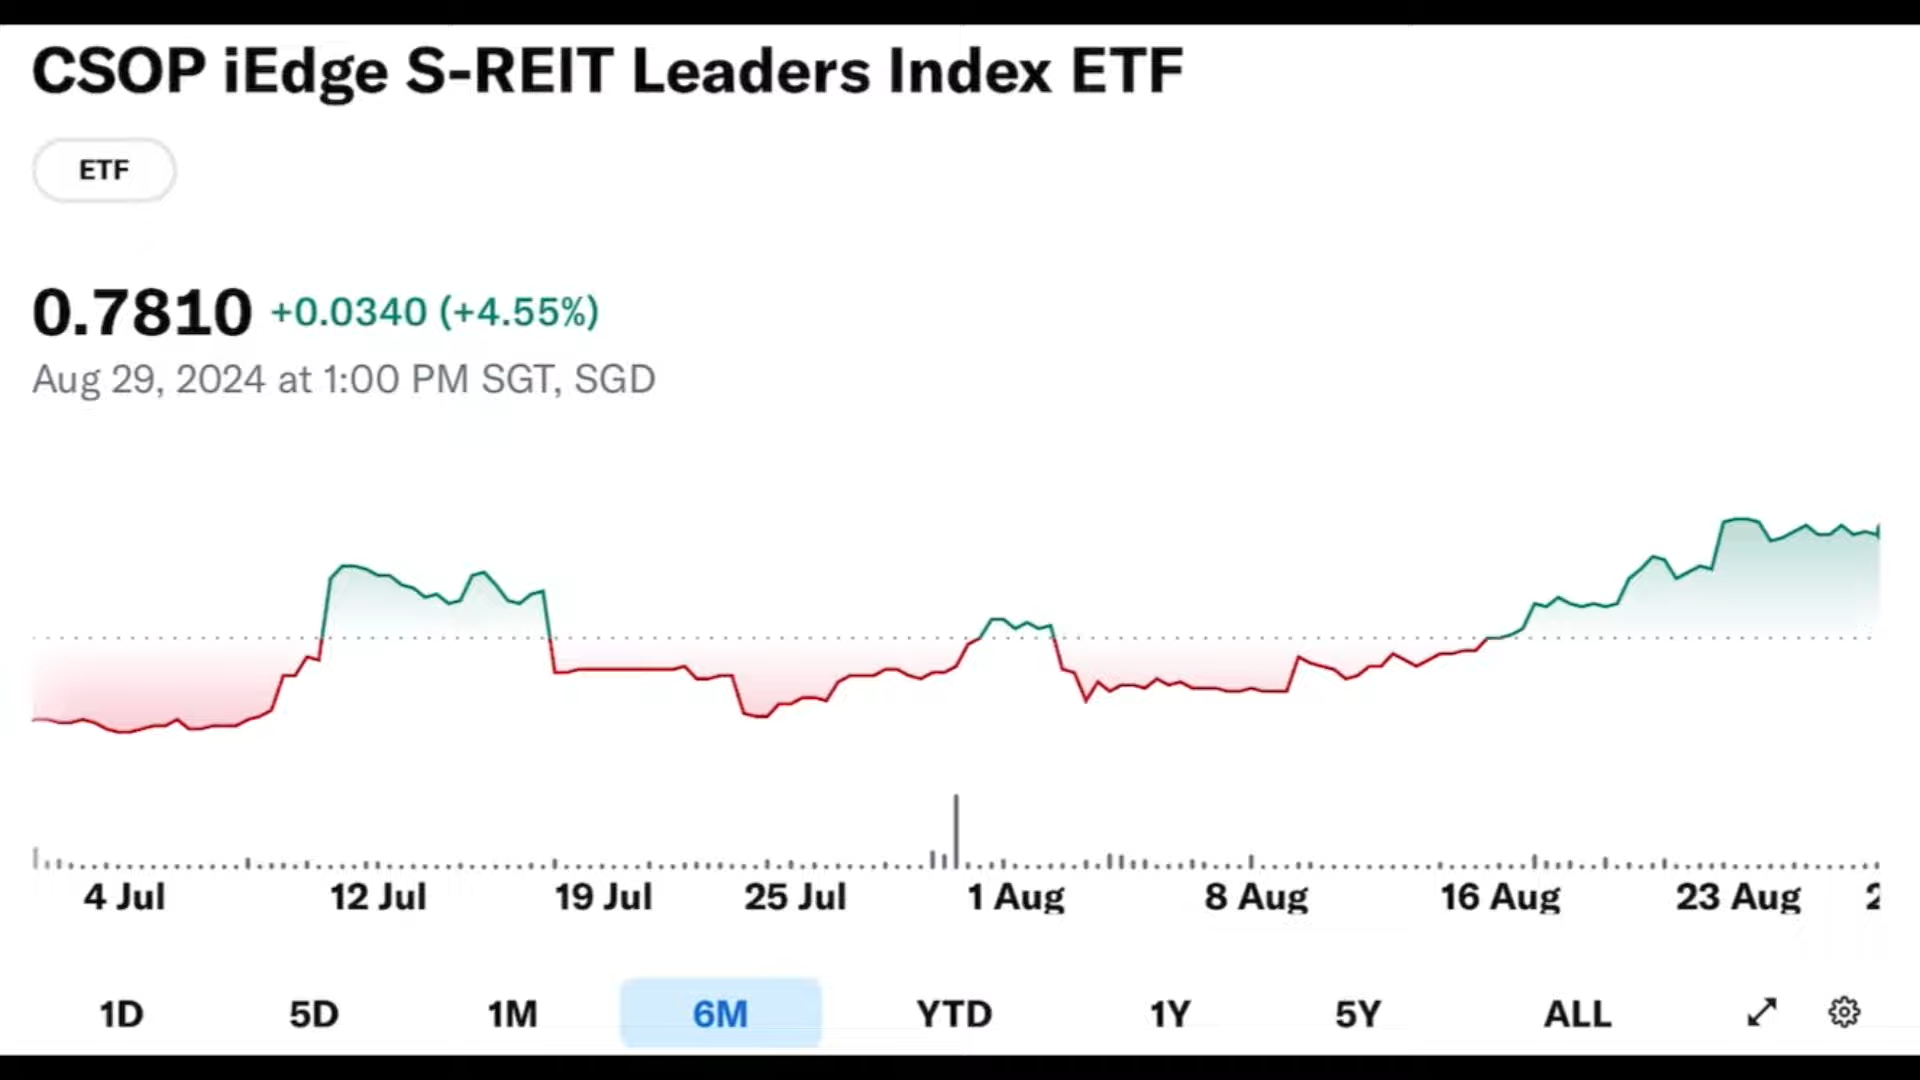 CSOP iEdge S-REIT Leaders Index ETF
ETF
0.7810 +0.0340 (+4.55%)
Aug 29, 2024 at 1:00 PM SGT, SGD
4 Jul 12 Jul 19 Jul 25 Jul 1 Aug 8 Aug 16 Aug 23 Aug
1D 5D 1M 6M YTD 1Y 5Y ALL